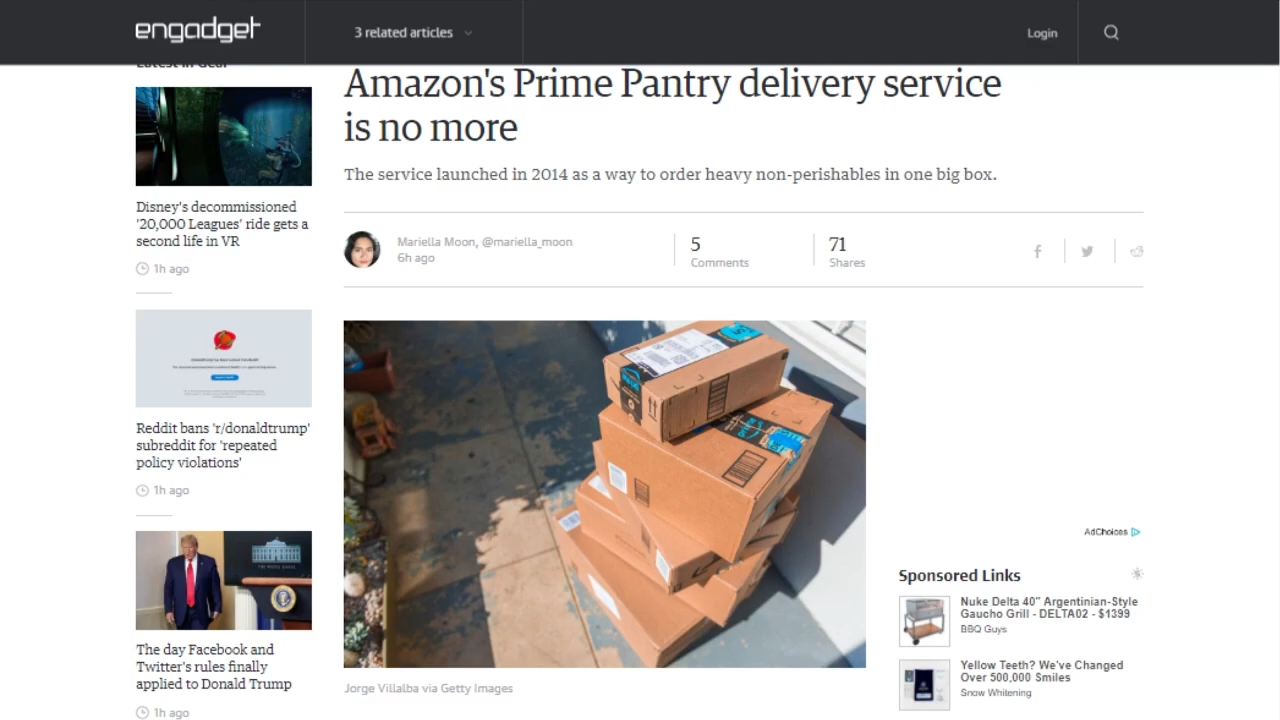 engadget
3 related articles
Login
Latest in Gear
Disney's decommissioned
'20,000 Leagues' ride gets a
second life in VR
1h ago
Reddit bans 'r/donaldtrump'
subreddit for 'repeated
policy violations'
1h ago
The day Facebook and
Twitter's rules finally
applied to Donald Trump
1h ago
Amazon's Prime Pantry delivery service
is no more
The service launched in 2014 as a way to order heavy non-perishables in one big box.
Mariella Moon, @mariella_moon
6h ago
5
Comments
71
Shares
Jorge Villalba via Getty Images
AdChoices
Sponsored Links
Nuke Delta 40" Argentinian-Style
Gaucho Grill - DELTA02 - $1399
BBQ Guys
Yellow Teeth? We've Changed
Over 500,000 Smiles
Snow Whitening